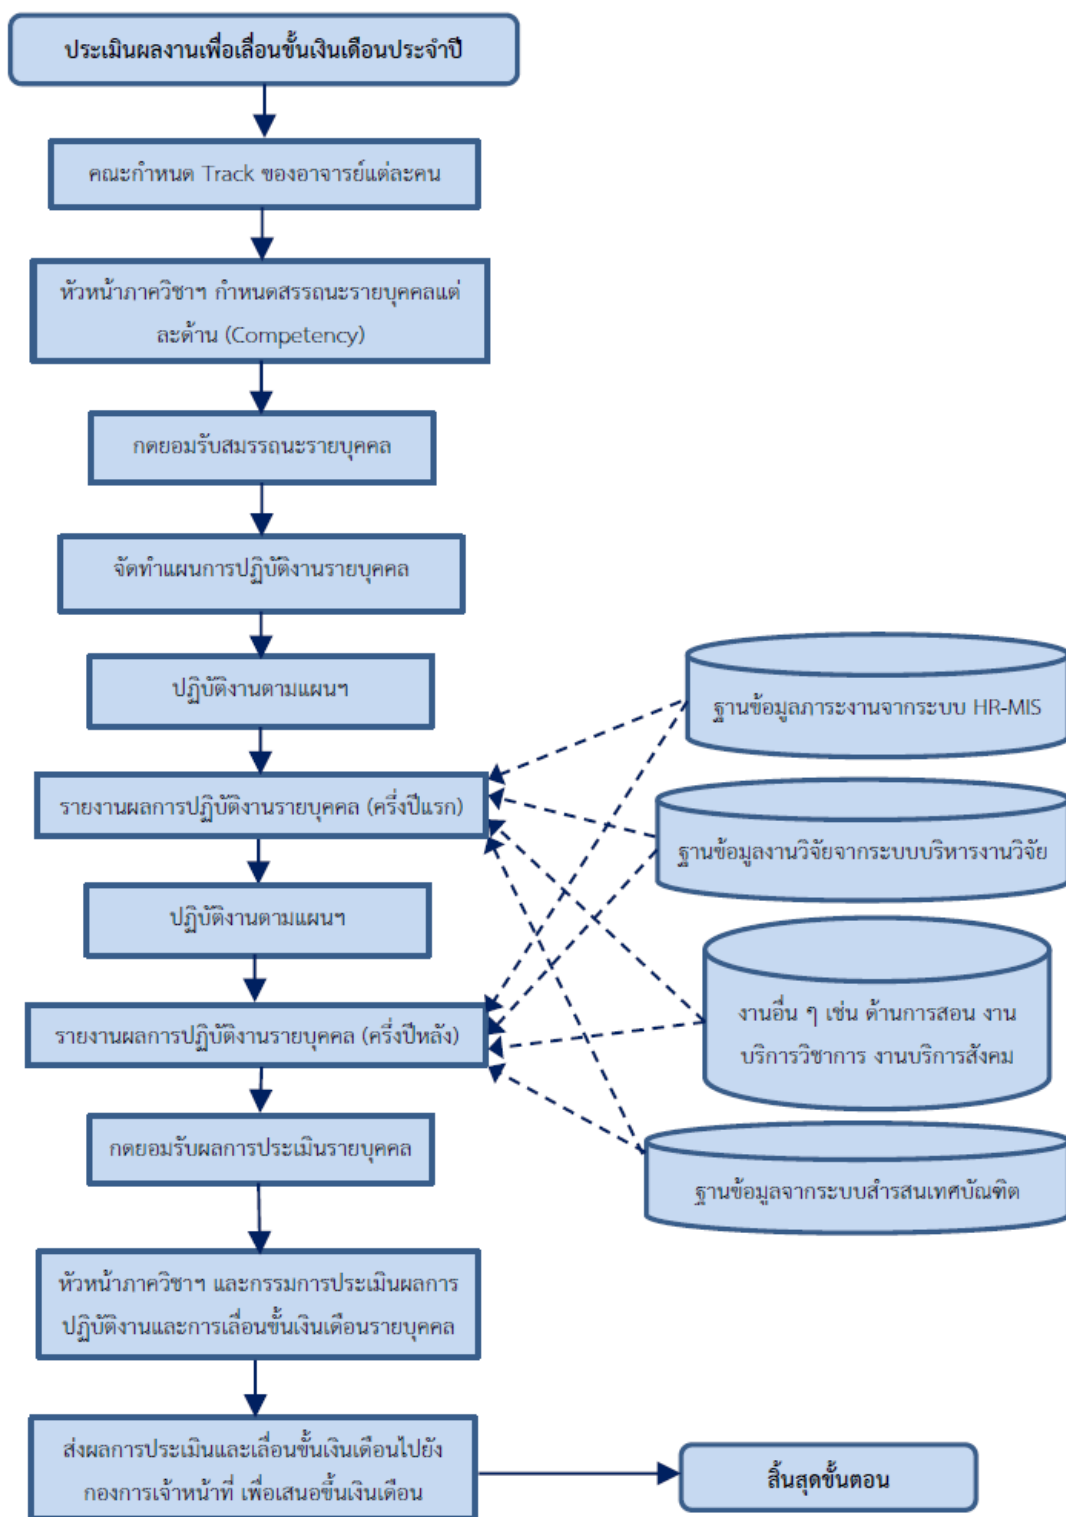 ประเมินผลงานเพื่อเลื่อนขั้นเงินเดือนประจำปี
คณะกำหนด Track ของอาจารย์แต่ละคน
หัวหน้าภาควิชาฯ กำหนดสรรถนะรายบุคคลแต่
ละด้าน (Competency)
กดยอมรับสมรรถนะรายบุคคล
จัดทำแผนการปฏิบัติงานรายบุคคล
ปฏิบัติงานตามแผนฯ
ฐานข้อมูลภาระงานจากระบบ HR-MIS
รายงานผลการปฏิบัติงานรายบุคคล (ครึ่งปีแรก)
ฐานข้อมูลงานวิจัยจากระบบบริหารงานวิจัย
ปฏิบัติงานตามแผนฯ
งานอื่น ๆ เช่น ด้านการสอน งาน
บริการวิชาการ งานบริการสังคม
รายงานผลการปฏิบัติงานรายบุคคล (ครึ่งปีหลัง)
กดยอมรับผลการประเมินรายบุคคล
ฐานข้อมูลจากระบบสำรสนเทศบัณฑิต
หัวหน้าภาควิชาฯ และกรรมการประเมินผลการ
ปฏิบัติงานและการเลื่อนขั้นเงินเดือนรายบุคคล
ส่งผลการประเมินและเลื่อนขั้นเงินเดือนไปยัง
กองการเจ้าหน้าที่ เพื่อเสนอขึ้นเงินเดือน
สิ้นสุดขั้นตอน